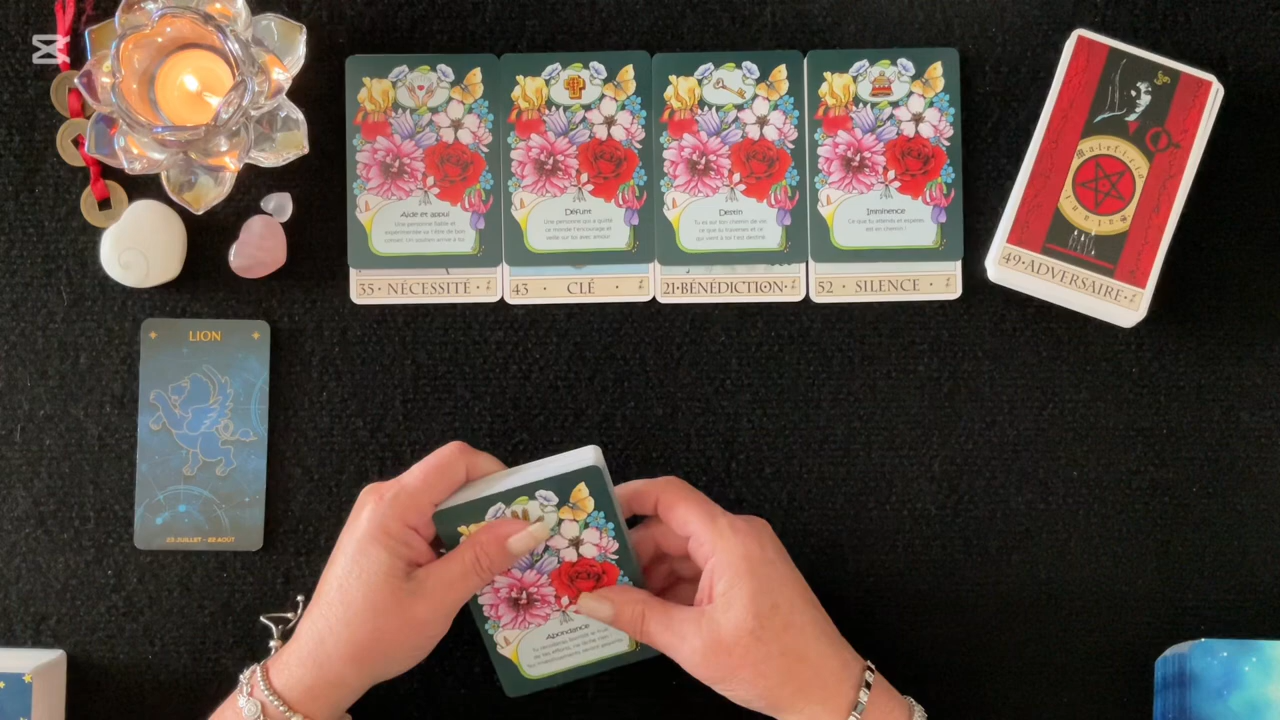 Aide et appui
Une personne fiable et
expérimentée va t'être de bon
conseil. Un soutien arrive à toi.
Défunt
Une personne qui a quitté
ce monde t'encourage et
veille sur toi avec amour.
Destin
Tu es sur ton chemin de vie:
ce que tu traverses et ce
qui vient à toi t'est destiné.
Imminence
Ce que tu attends et espères
est en chemin !
35 • NÉCESSITÉ •
43 • CLÉ •
21•BÉNÉDICTION•
52 • SILENCE •
49•ADVERSAIRE•
LION
23 JUILLET - 22 AOÛT
Abondance